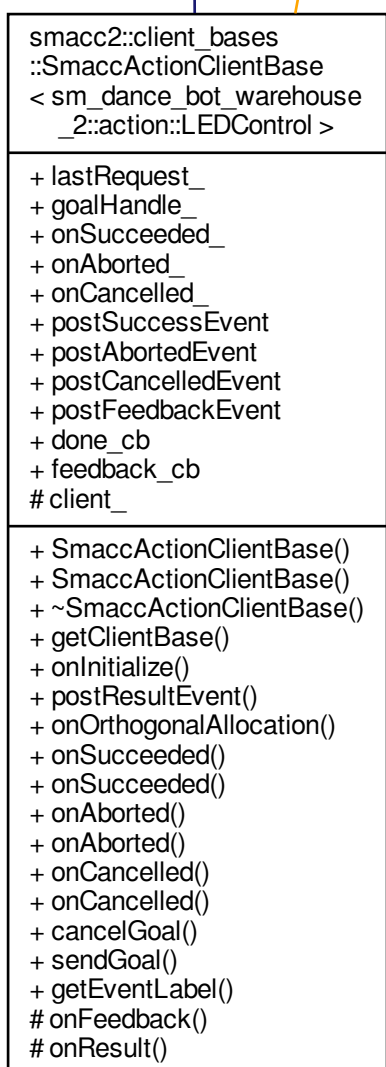 smacc2::client_bases
::SmaccActionClientBase
< sm_dance_bot_warehouse
_2::action::LEDControl >
+ lastRequest_
+ goalHandle_
+ onSucceeded_
+ onAborted_
+ onCancelled_
+ postSuccessEvent
+ postAbortedEvent
+ postCancelledEvent
+ postFeedbackEvent
+ done_cb
+ feedback_cb
# client_
+ SmaccActionClientBase()
+ SmaccActionClientBase()
+ ~SmaccActionClientBase()
+ getClientBase()
+ onInitialize()
+ postResultEvent()
+ onOrthogonalAllocation()
+ onSucceeded()
+ onSucceeded()
+ onAborted()
+ onAborted()
+ onCancelled()
+ onCancelled()
+ cancelGoal()
+ sendGoal()
+ getEventLabel()
# onFeedback()
# onResult()